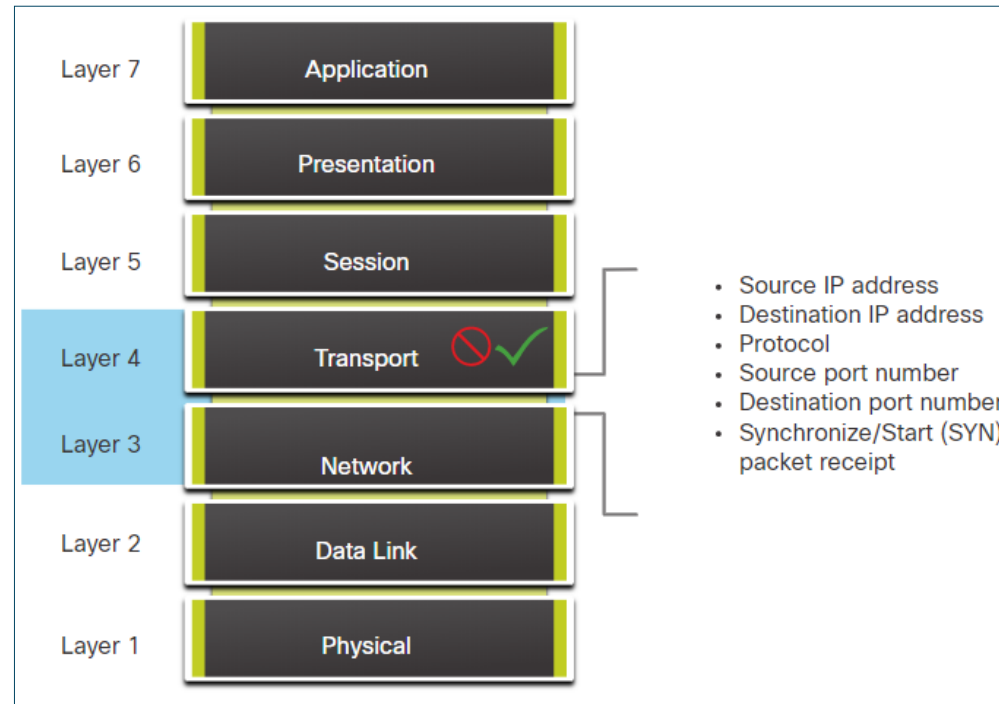 Layer 7 Application
Layer 6 Presentation
Layer 5 Session
Layer 4 Transport
Layer 3 Network
Layer 2 Data Link
Layer 1 Physical
• Source IP address
• Destination IP address
• Protocol
• Source port number
• Destination port number
• Synchronize/Start (SYN)
packet receipt